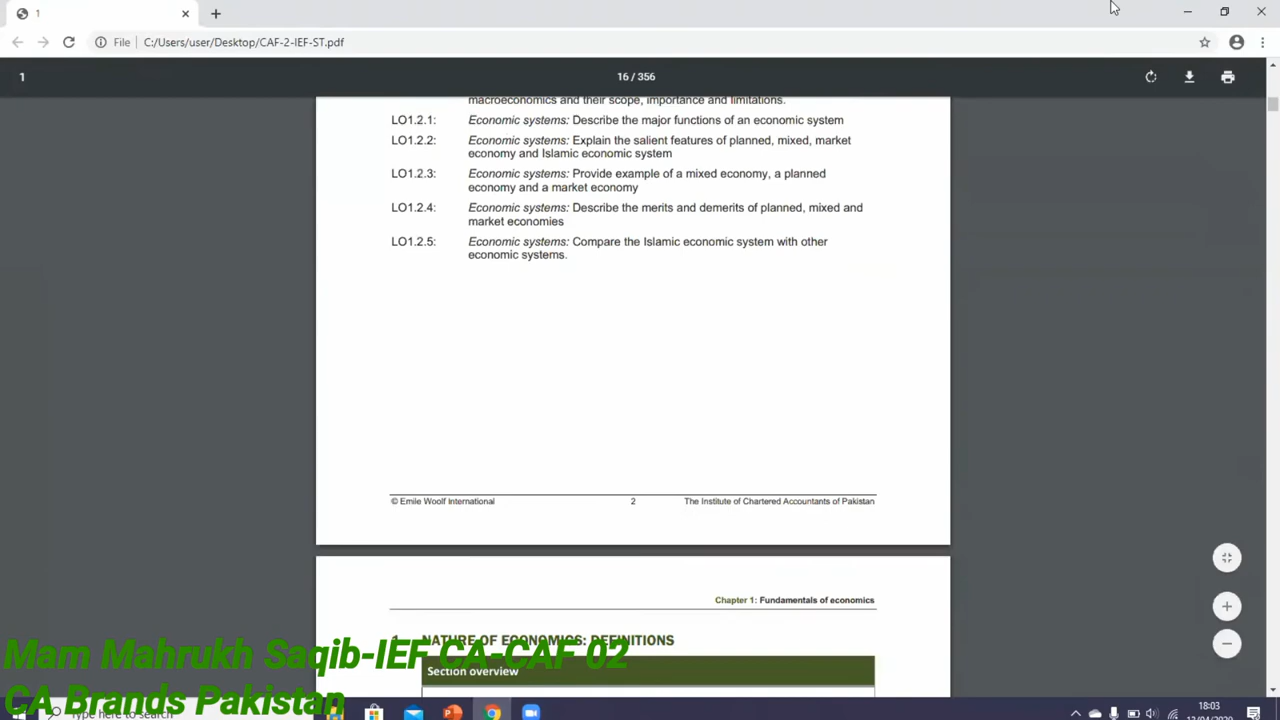 1
File C:/Users/user/Desktop/CAF-2-IEF-ST.pdf
1
16 / 356
macroeconomics and their scope, importance and limitations.
LO1.2.1: Economic systems: Describe the major functions of an economic system
LO1.2.2: Economic systems: Explain the salient features of planned, mixed, market
economy and Islamic economic system
LO1.2.3: Economic systems: Provide example of a mixed economy, a planned
economy and a market economy
LO1.2.4: Economic systems: Describe the merits and demerits of planned, mixed and
market economies
LO1.2.5: Economic systems: Compare the Islamic economic system with other
economic systems.
© Emile Woolf International 2 The Institute of Chartered Accountants of Pakistan
Chapter 1: Fundamentals of economics
NATURE OF ECONOMICS: DEFINITIONS
Mam Mahrukh Saqib-IEF CA-CAF 02
Section overview
CA Brands Pakistan
Type here to search
18:03